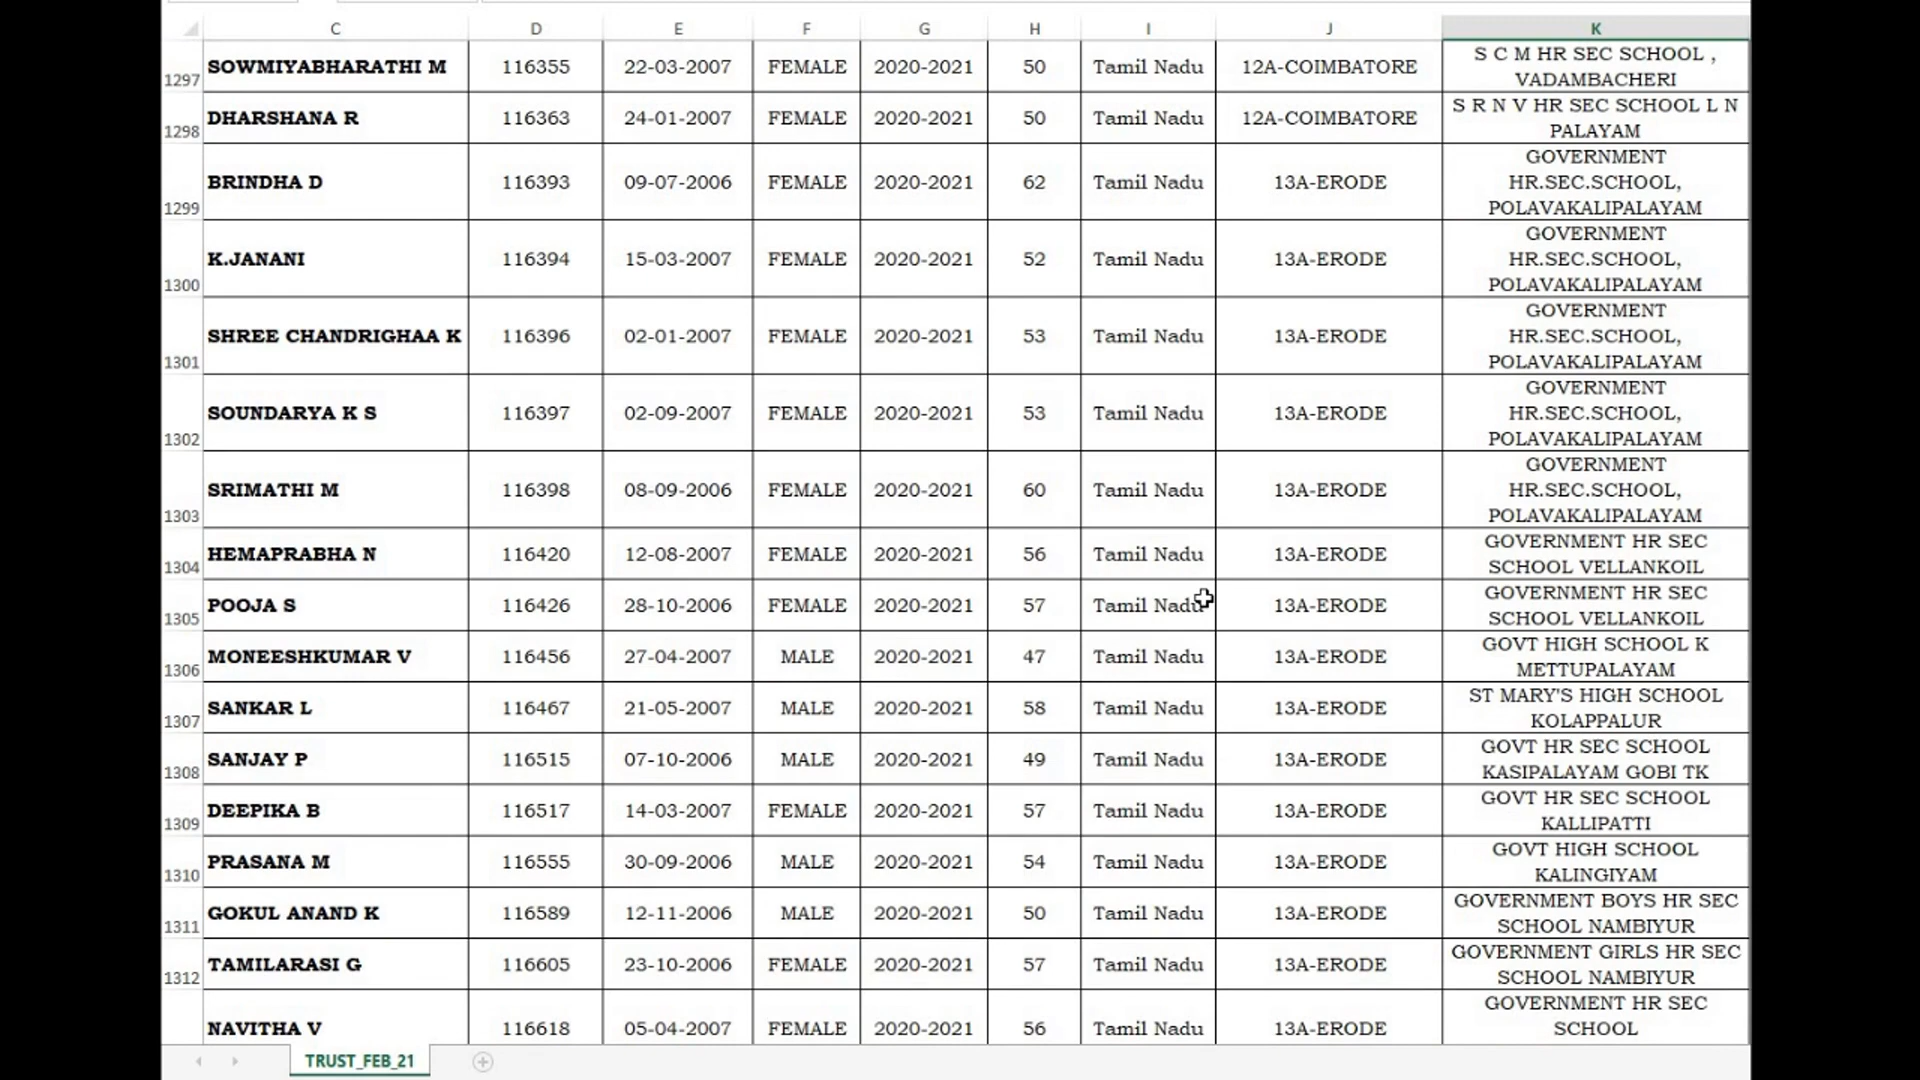 C D E F G H I J K
1297 SOWMIYABHARATHI M 116355 22-03-2007 FEMALE 2020-2021 50 Tamil Nadu 12A-COIMBATORE S C M HR SEC SCHOOL ,
VADAMBACHERI
1298 DHARSHANA R 116363 24-01-2007 FEMALE 2020-2021 50 Tamil Nadu 12A-COIMBATORE S R N V HR SEC SCHOOL L N
PALAYAM
1299 BRINDHA D 116393 09-07-2006 FEMALE 2020-2021 62 Tamil Nadu 13A-ERODE GOVERNMENT
HR.SEC.SCHOOL,
POLAVAKALIPALAYAM
1300 K.JANANI 116394 15-03-2007 FEMALE 2020-2021 52 Tamil Nadu 13A-ERODE GOVERNMENT
HR.SEC.SCHOOL,
POLAVAKALIPALAYAM
1301 SHREE CHANDRIGHAA K 116396 02-01-2007 FEMALE 2020-2021 53 Tamil Nadu 13A-ERODE GOVERNMENT
HR.SEC.SCHOOL,
POLAVAKALIPALAYAM
1302 SOUNDARYA K S 116397 02-09-2007 FEMALE 2020-2021 53 Tamil Nadu 13A-ERODE GOVERNMENT
HR.SEC.SCHOOL,
POLAVAKALIPALAYAM
1303 SRIMATHI M 116398 08-09-2006 FEMALE 2020-2021 60 Tamil Nadu 13A-ERODE GOVERNMENT
HR.SEC.SCHOOL,
POLAVAKALIPALAYAM
1304 HEMAPRABHA N 116420 12-08-2007 FEMALE 2020-2021 56 Tamil Nadu 13A-ERODE GOVERNMENT HR SEC
SCHOOL VELLANKOIL
1305 POOJA S 116426 28-10-2006 FEMALE 2020-2021 57 Tamil Nadu 13A-ERODE GOVERNMENT HR SEC
SCHOOL VELLANKOIL
1306 MONEESHKUMAR V 116456 27-04-2007 MALE 2020-2021 47 Tamil Nadu 13A-ERODE GOVT HIGH SCHOOL K
METTUPALAYAM
1307 SANKAR L 116467 21-05-2007 MALE 2020-2021 58 Tamil Nadu 13A-ERODE ST MARY'S HIGH SCHOOL
KOLAPPALUR
1308 SANJAY P 116515 07-10-2006 MALE 2020-2021 49 Tamil Nadu 13A-ERODE GOVT HR SEC SCHOOL
KASIPALAYAM GOBI TK
1309 DEEPIKA B 116517 14-03-2007 FEMALE 2020-2021 57 Tamil Nadu 13A-ERODE GOVT HR SEC SCHOOL
KALLIPATTI
1310 PRASANA M 116555 30-09-2006 MALE 2020-2021 54 Tamil Nadu 13A-ERODE GOVT HIGH SCHOOL
KALINGIYAM
1311 GOKUL ANAND K 116589 12-11-2006 MALE 2020-2021 50 Tamil Nadu 13A-ERODE GOVERNMENT BOYS HR SEC
SCHOOL NAMBIYUR
1312 TAMILARASI G 116605 23-10-2006 FEMALE 2020-2021 57 Tamil Nadu 13A-ERODE GOVERNMENT GIRLS HR SEC
SCHOOL NAMBIYUR
NAVITHA V 116618 05-04-2007 FEMALE 2020-2021 56 Tamil Nadu 13A-ERODE GOVERNMENT HR SEC
SCHOOL
TRUST_FEB_21